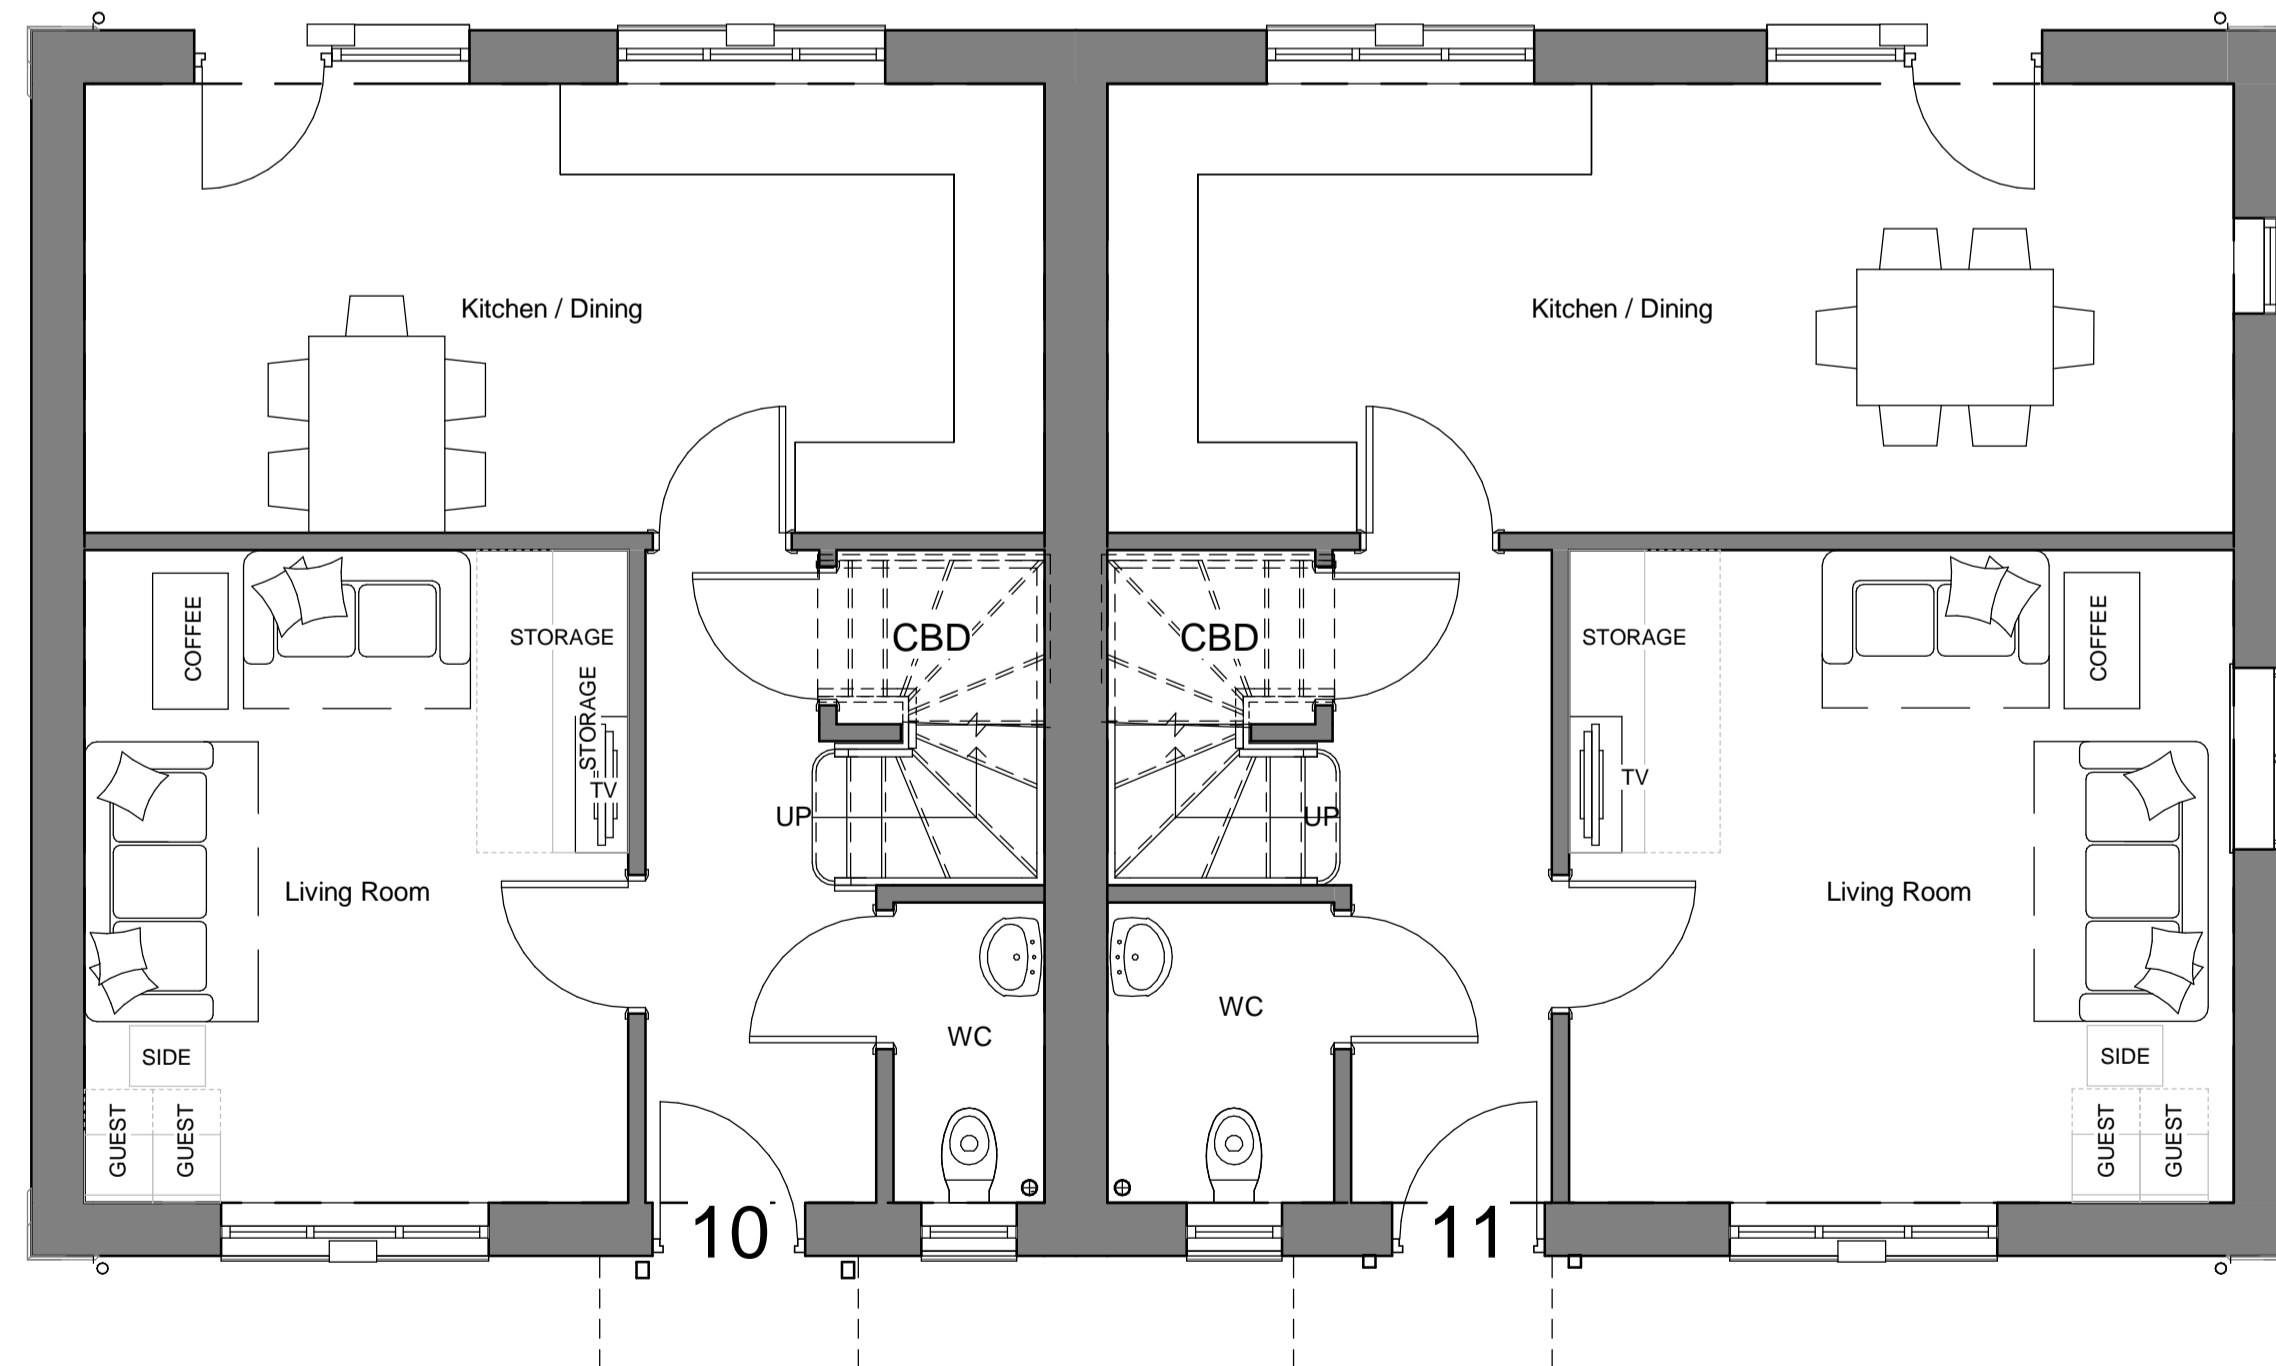 Kitchen / Dining
Kitchen / Dining
COFFEE
STORAGE
STORAGE
TV
CBD
UP
Living Room
WC
SIDE
GUEST
GUEST
10
CBD
UP
WC
STORAGE
TV
COFFEE
Living Room
SIDE
GUEST
GUEST
11